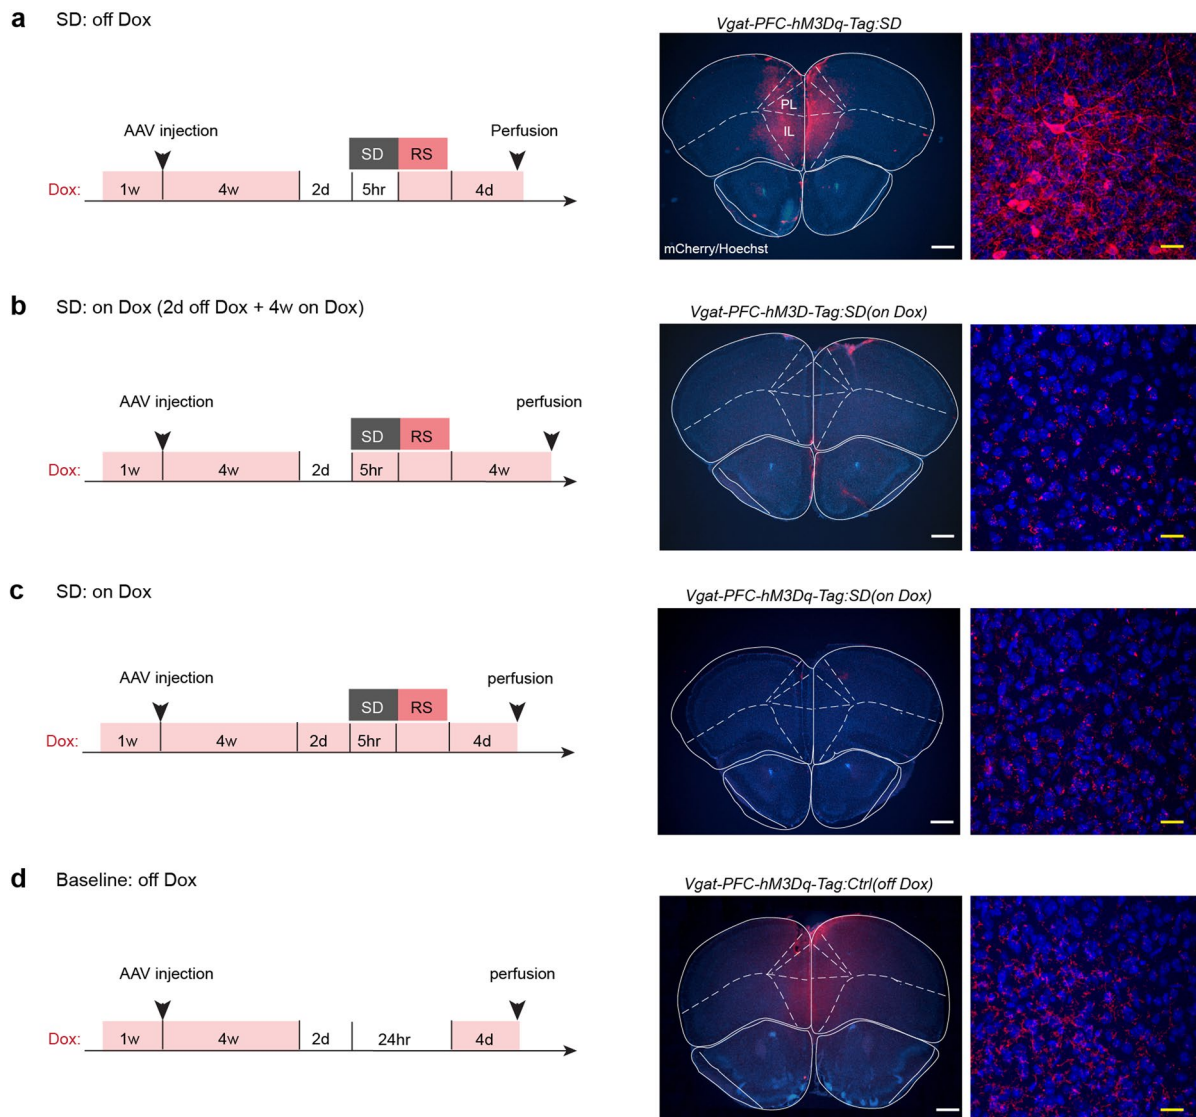 a SD: off Dox
AAV injection
Perfusion
SD RS
Dox: 1w 4w 2d 5hr 4d
Vgat-PFC-hM3Dq-Tag:SD
PL
IL
mCherry/Hoechst
b SD: on Dox (2d off Dox + 4w on Dox)
AAV injection
perfusion
SD RS
Dox: 1w 4w 2d 5hr 4w
Vgat-PFC-hM3D-Tag:SD(on Dox)
c SD: on Dox
AAV injection
perfusion
SD RS
Dox: 1w 4w 2d 5hr 4d
Vgat-PFC-hM3Dq-Tag:SD(on Dox)
d Baseline: off Dox
AAV injection
perfusion
Dox: 1w 4w 2d 24hr 4d
Vgat-PFC-hM3Dq-Tag:Ctrl(off Dox)